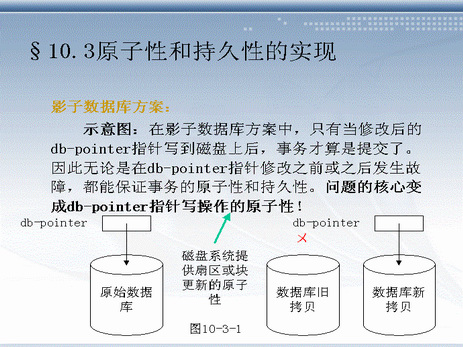 §10.3原子性和持久性的实现
影子数据库方案：
示意图：在影子数据库方案中，只有当修改后的
db-pointer指针写到磁盘上后，事务才算是提交了。
因此无论是在db-pointer指针修改之前或之后发生故
障，都能保证事务的原子性和持久性。问题的核心变
成db-pointer指针写操作的原子性！
db-pointer
db-pointer
磁盘系统提
供扇区或块
更新的原子
性
原始数据
库
数据库旧
拷贝
数据库新
拷贝
图10-3-1